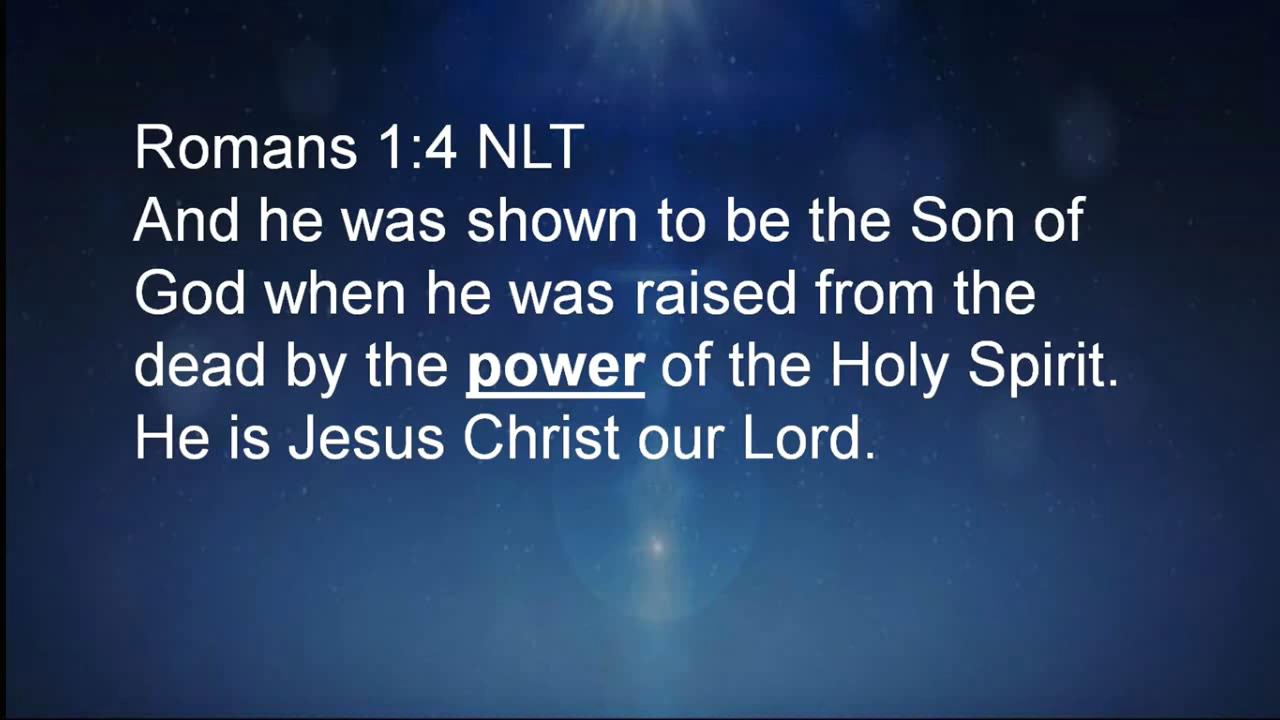 Romans 1:4 NLT
And he was shown to be the Son of
God when he was raised from the
dead by the power of the Holy Spirit.
He is Jesus Christ our Lord.